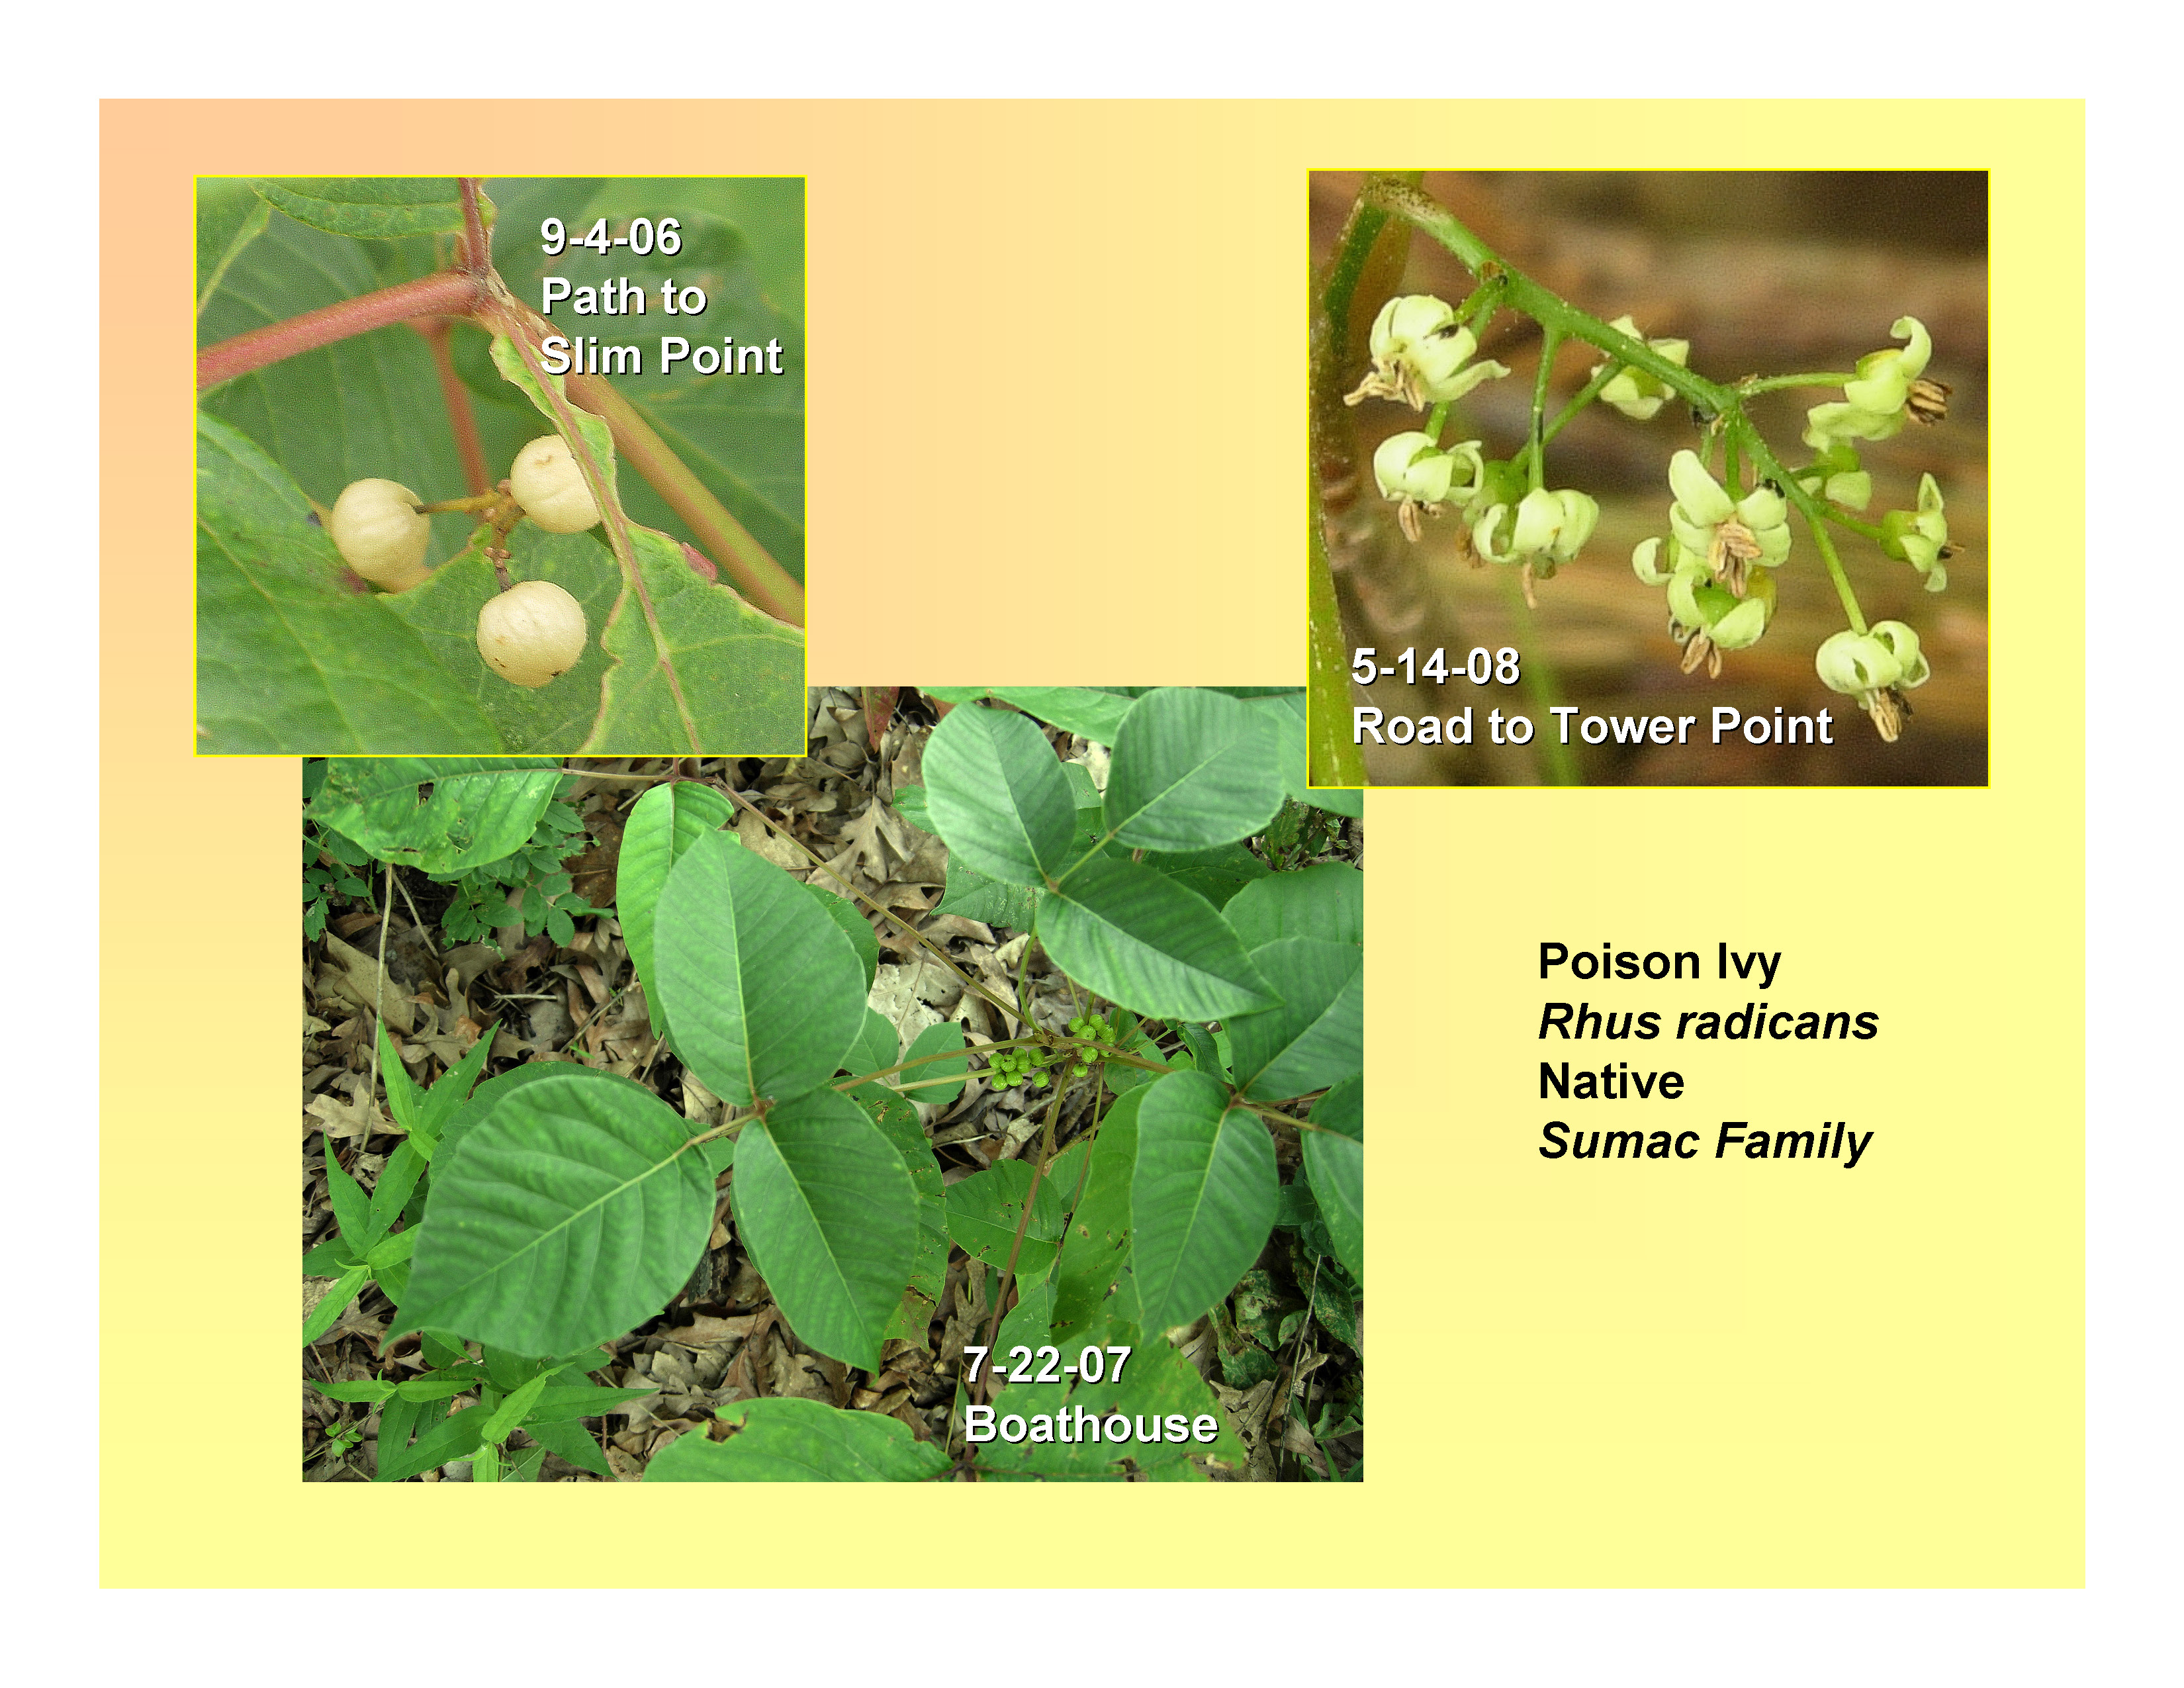 9-4-06
Path to
Slim Point
5-14-08
Road to Tower Point
Poison Ivy
Rhus radicans
Native
Sumac Family
7-22-07
Boathouse